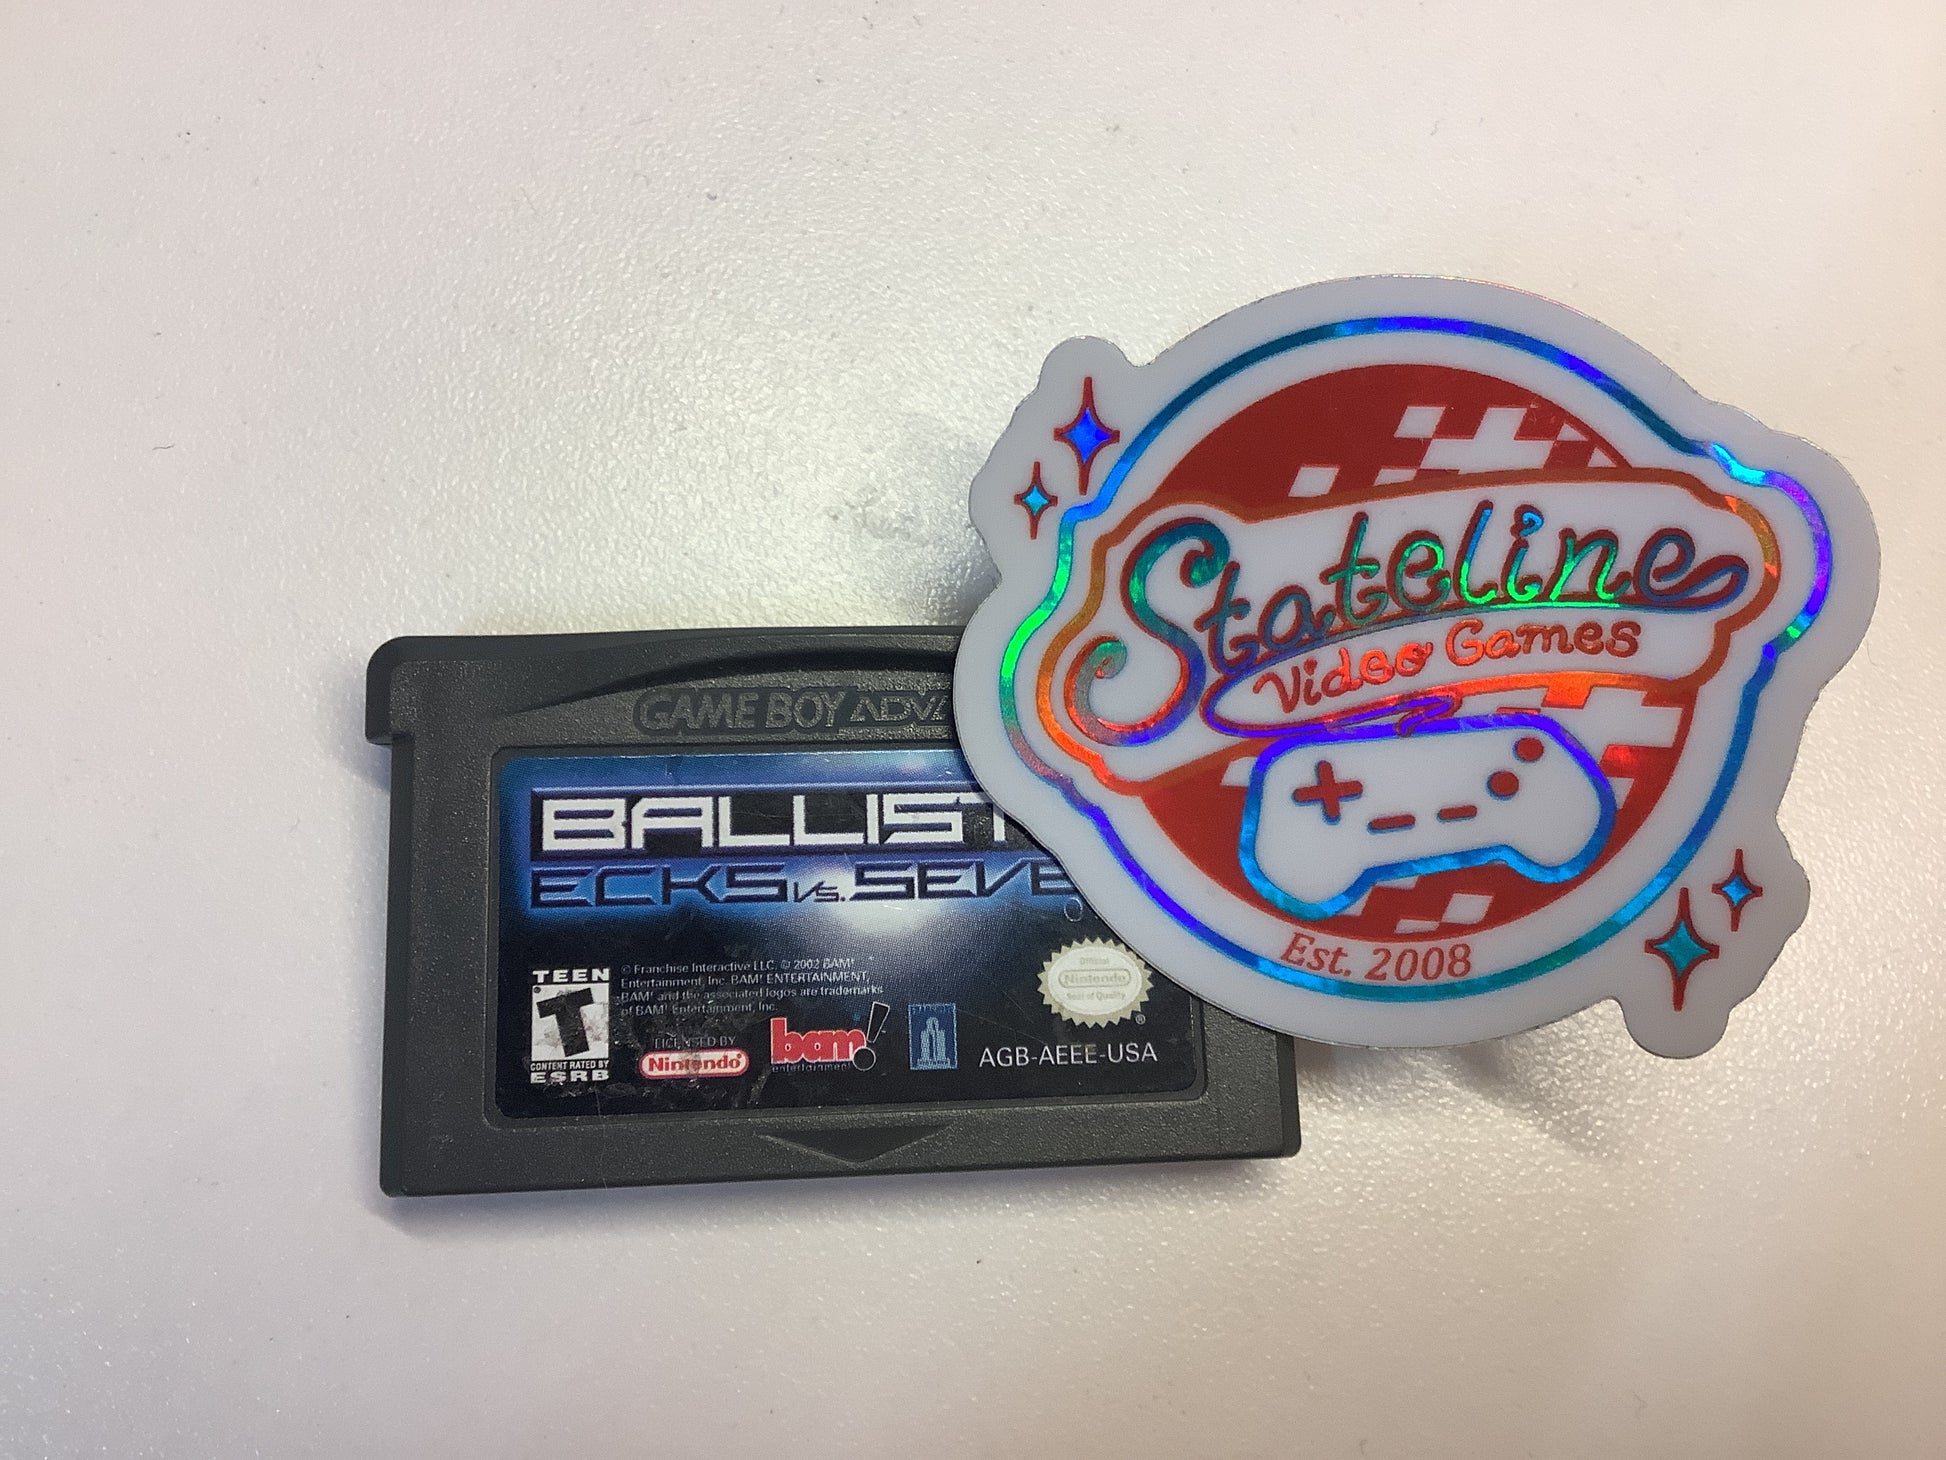 Stateline
Video Games
Est. 2008
GAME BOY ADVA
BALLIST
ECKS vs. SEVE
TEEN
T
CONTENT RATED BY
ESRB
© Franchise Interactive LLC. © 2002 BAM!
Entertainment, Inc. BAM! ENTERTAINMENT,
BAM! and the associated logos are trademarks
of BAM! Entertainment, Inc.
LICENSED BY
Nintendo®
bam!
entertainment
Official
Nintendo
Seal of Quality
®
AGB-AEEE-USA